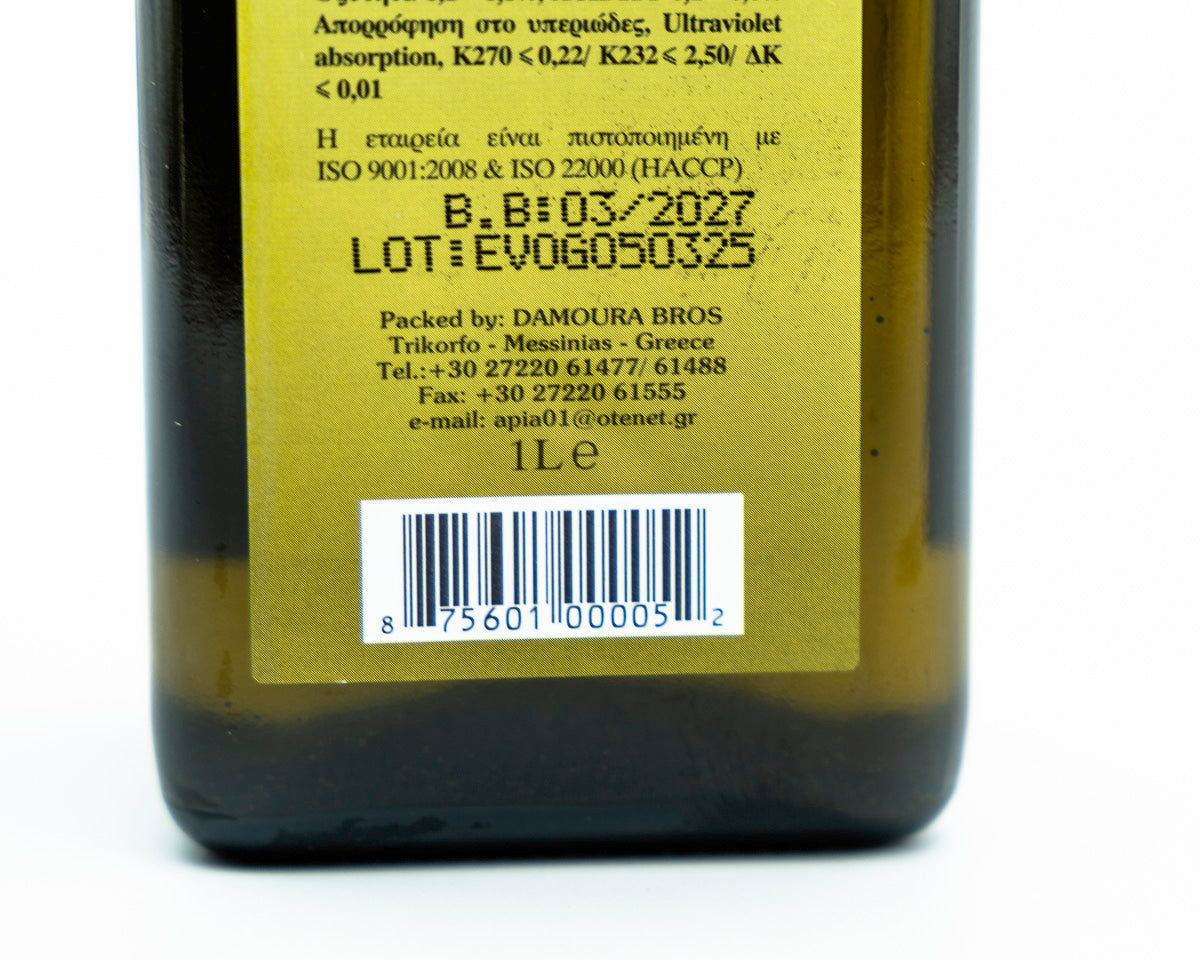 Απορρόφηση στο υπεριώδες, Ultraviolet
absorption, K270 ⩽ 0,22/ K232 ⩽ 2,50/ ΔK
⩽ 0,01
Η εταιρεία είναι πιστοποιημένη με
ISO 9001:2008 & ISO 22000 (HACCP)
B.B:03/2027
LOT:EVOG050325
Packed by: DAMOURA BROS
Trikorfo - Messinias - Greece
Tel.:+30 27220 61477/ 61488
Fax: +30 27220 61555
e-mail: apia01@otenet.gr
1L e
8 75601 00005 2